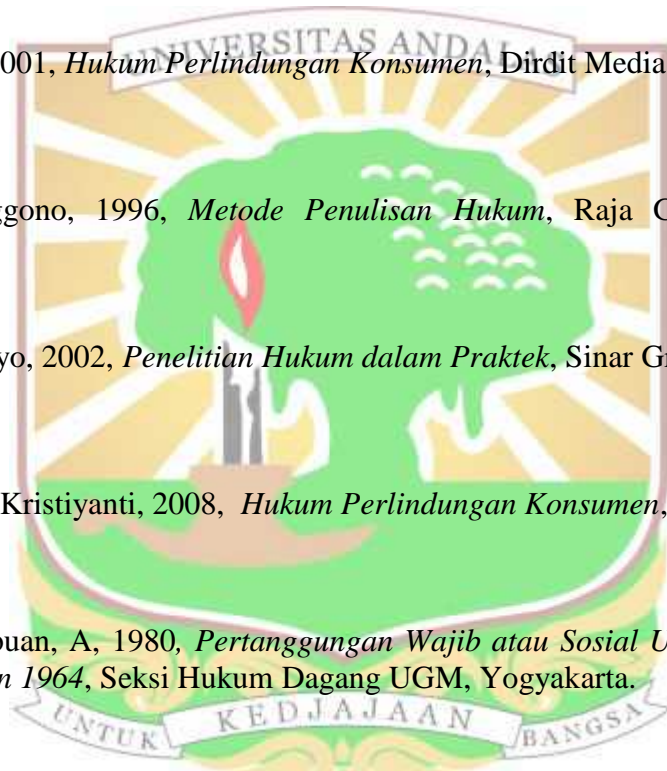 UNIVERSITAS ANDALAS
001, Hukum Perlindungan Konsumen, Dirdit Media
ggono, 1996, Metode Penulisan Hukum, Raja G
yo, 2002, Penelitian Hukum dalam Praktek, Sinar Gr
Kristiyanti, 2008, Hukum Perlindungan Konsumen,
puan, A, 1980, Pertanggungan Wajib atau Sosial U
n 1964, Seksi Hukum Dagang UGM, Yogyakarta.
UNTUK KEDJAJAAN BANGSA